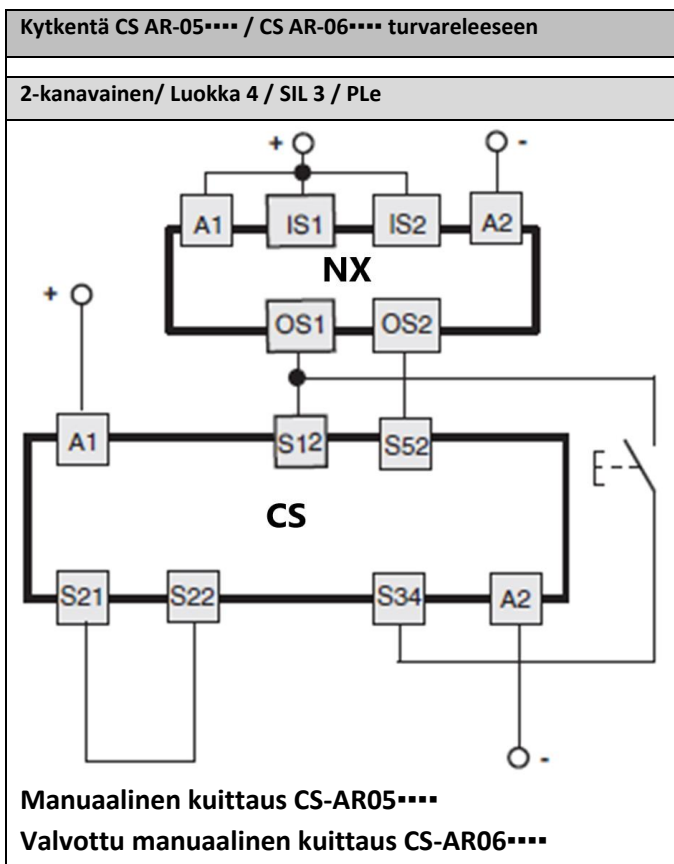 Kytkentä CS AR-05▪▪▪▪ / CS AR-06▪▪▪▪ turvareleeseen
2-kanavainen/ Luokka 4 / SIL 3 / PLe
+ -
A1 IS1 IS2 A2
NX
+
OS1 OS2
A1 S12 S52
CS
S21 S22 S34 A2
-
Manuaalinen kuittaus CS-AR05▪▪▪▪
Valvottu manuaalinen kuittaus CS-AR06▪▪▪▪